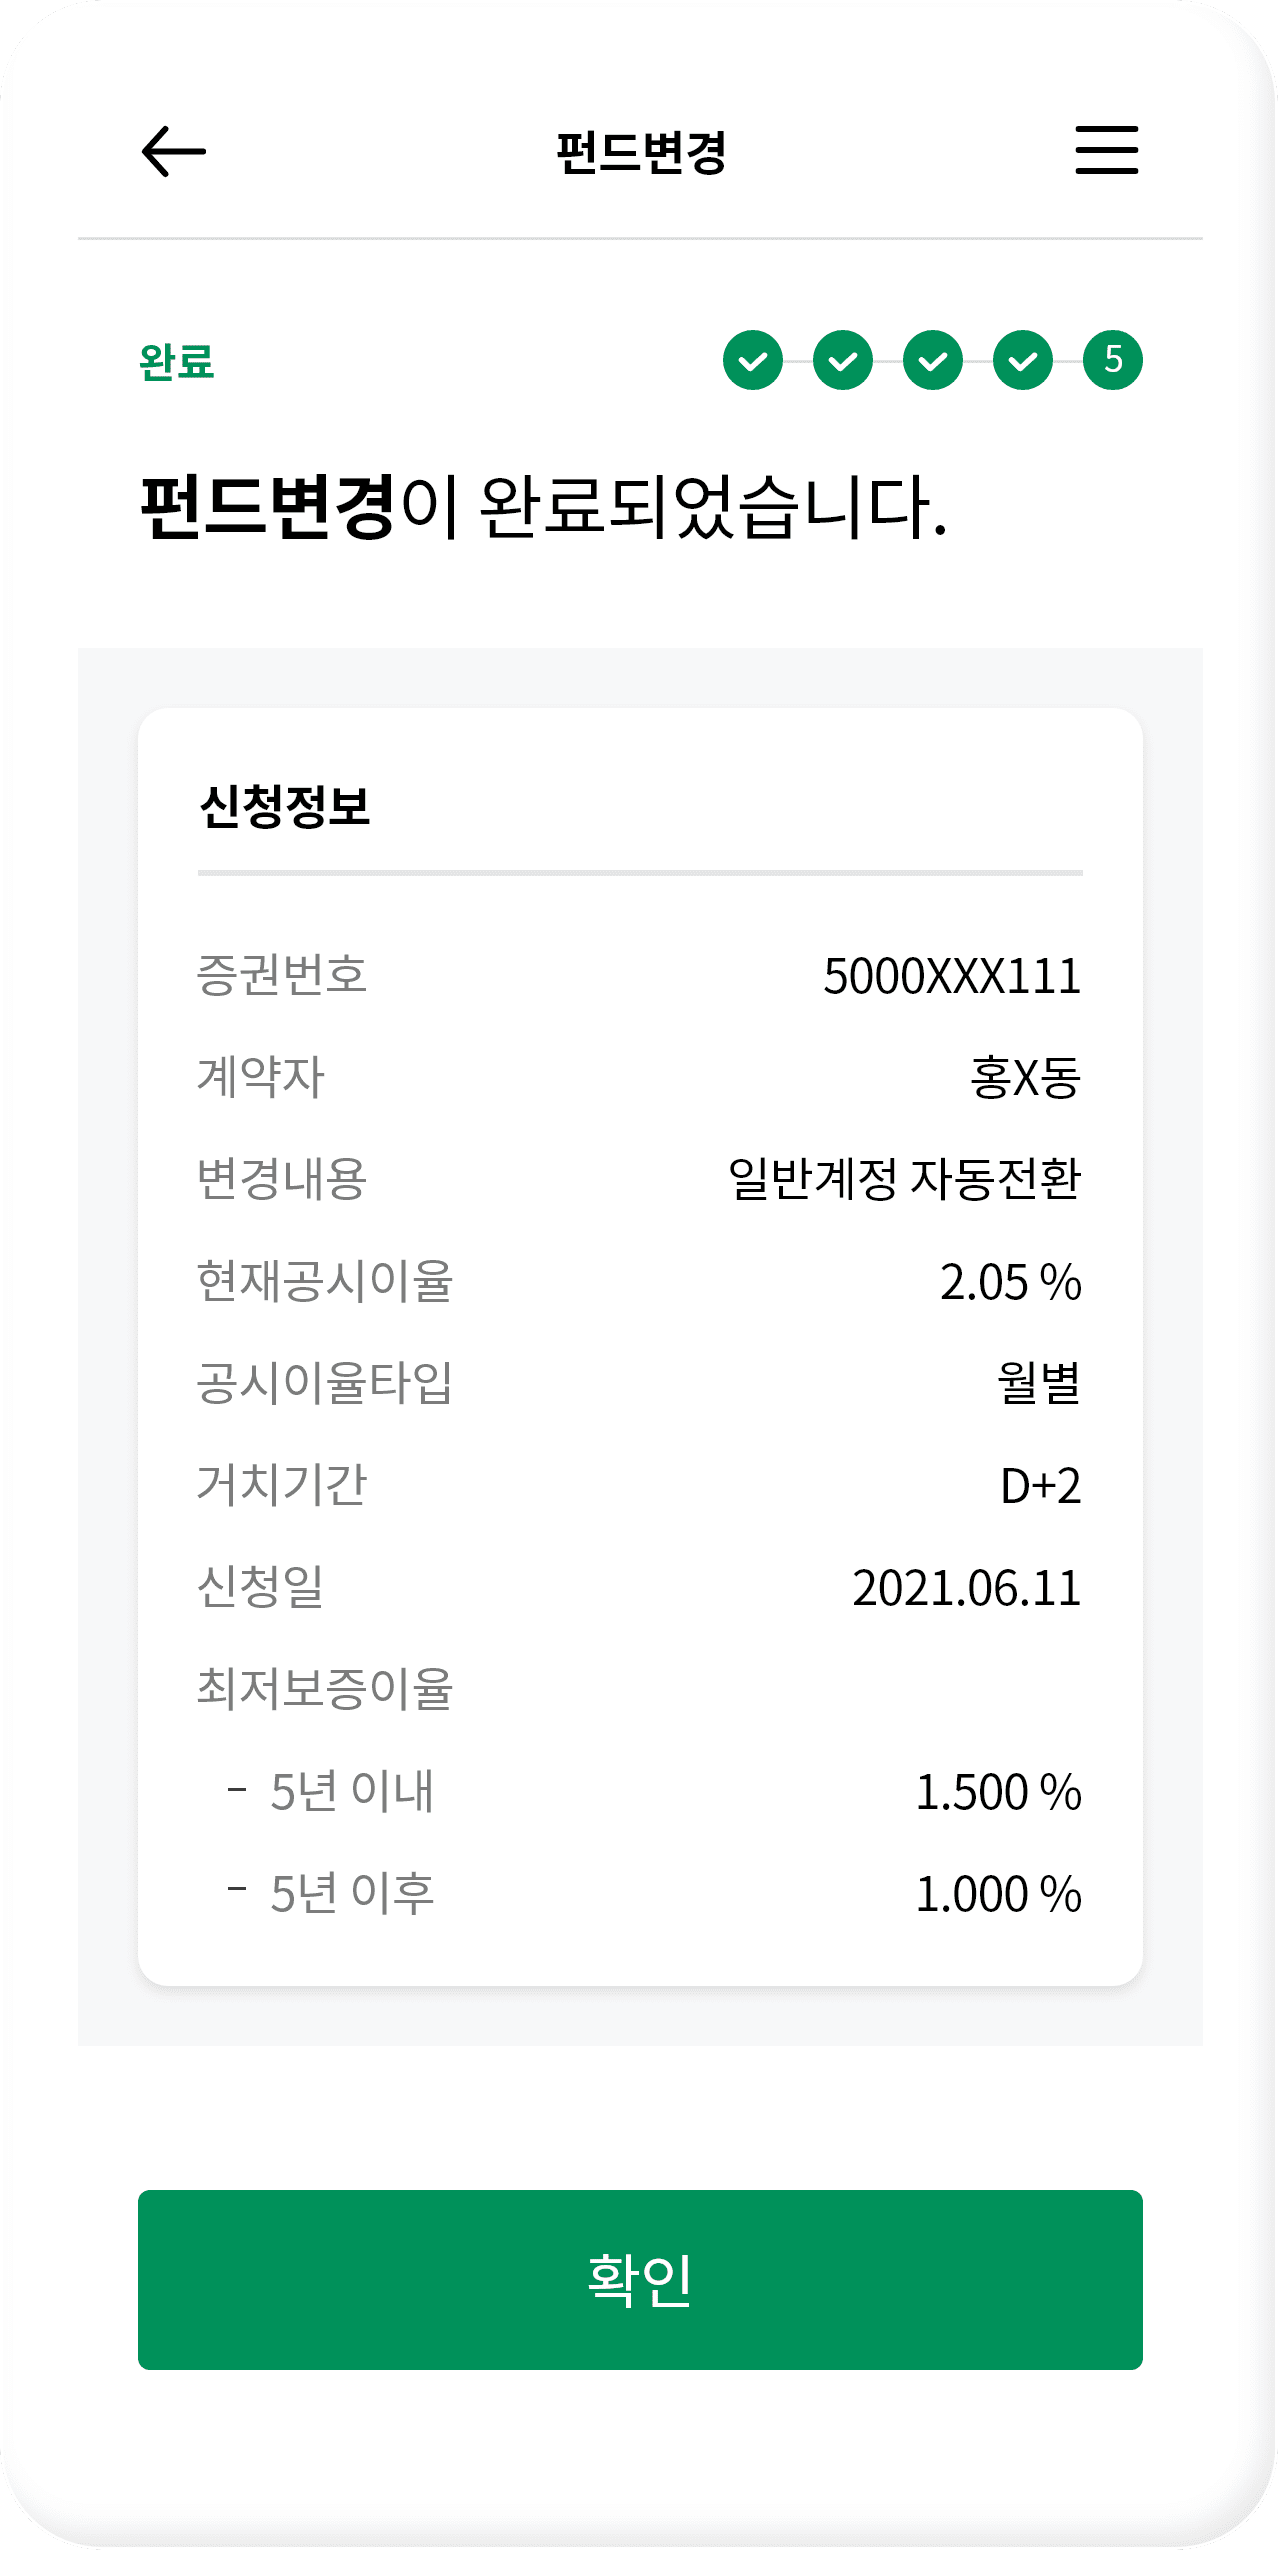 펀드변경
완료
5
펀드변경이 완료되었습니다.
신청정보
증권번호 5000XXX111
계약자 홍X동
변경내용 일반계정 자동전환
현재공시이율 2.05 %
공시이율타입 월별
거치기간 D+2
신청일 2021.06.11
최저보증이율
- 5년 이내 1.500 %
- 5년 이후 1.000 %
확인